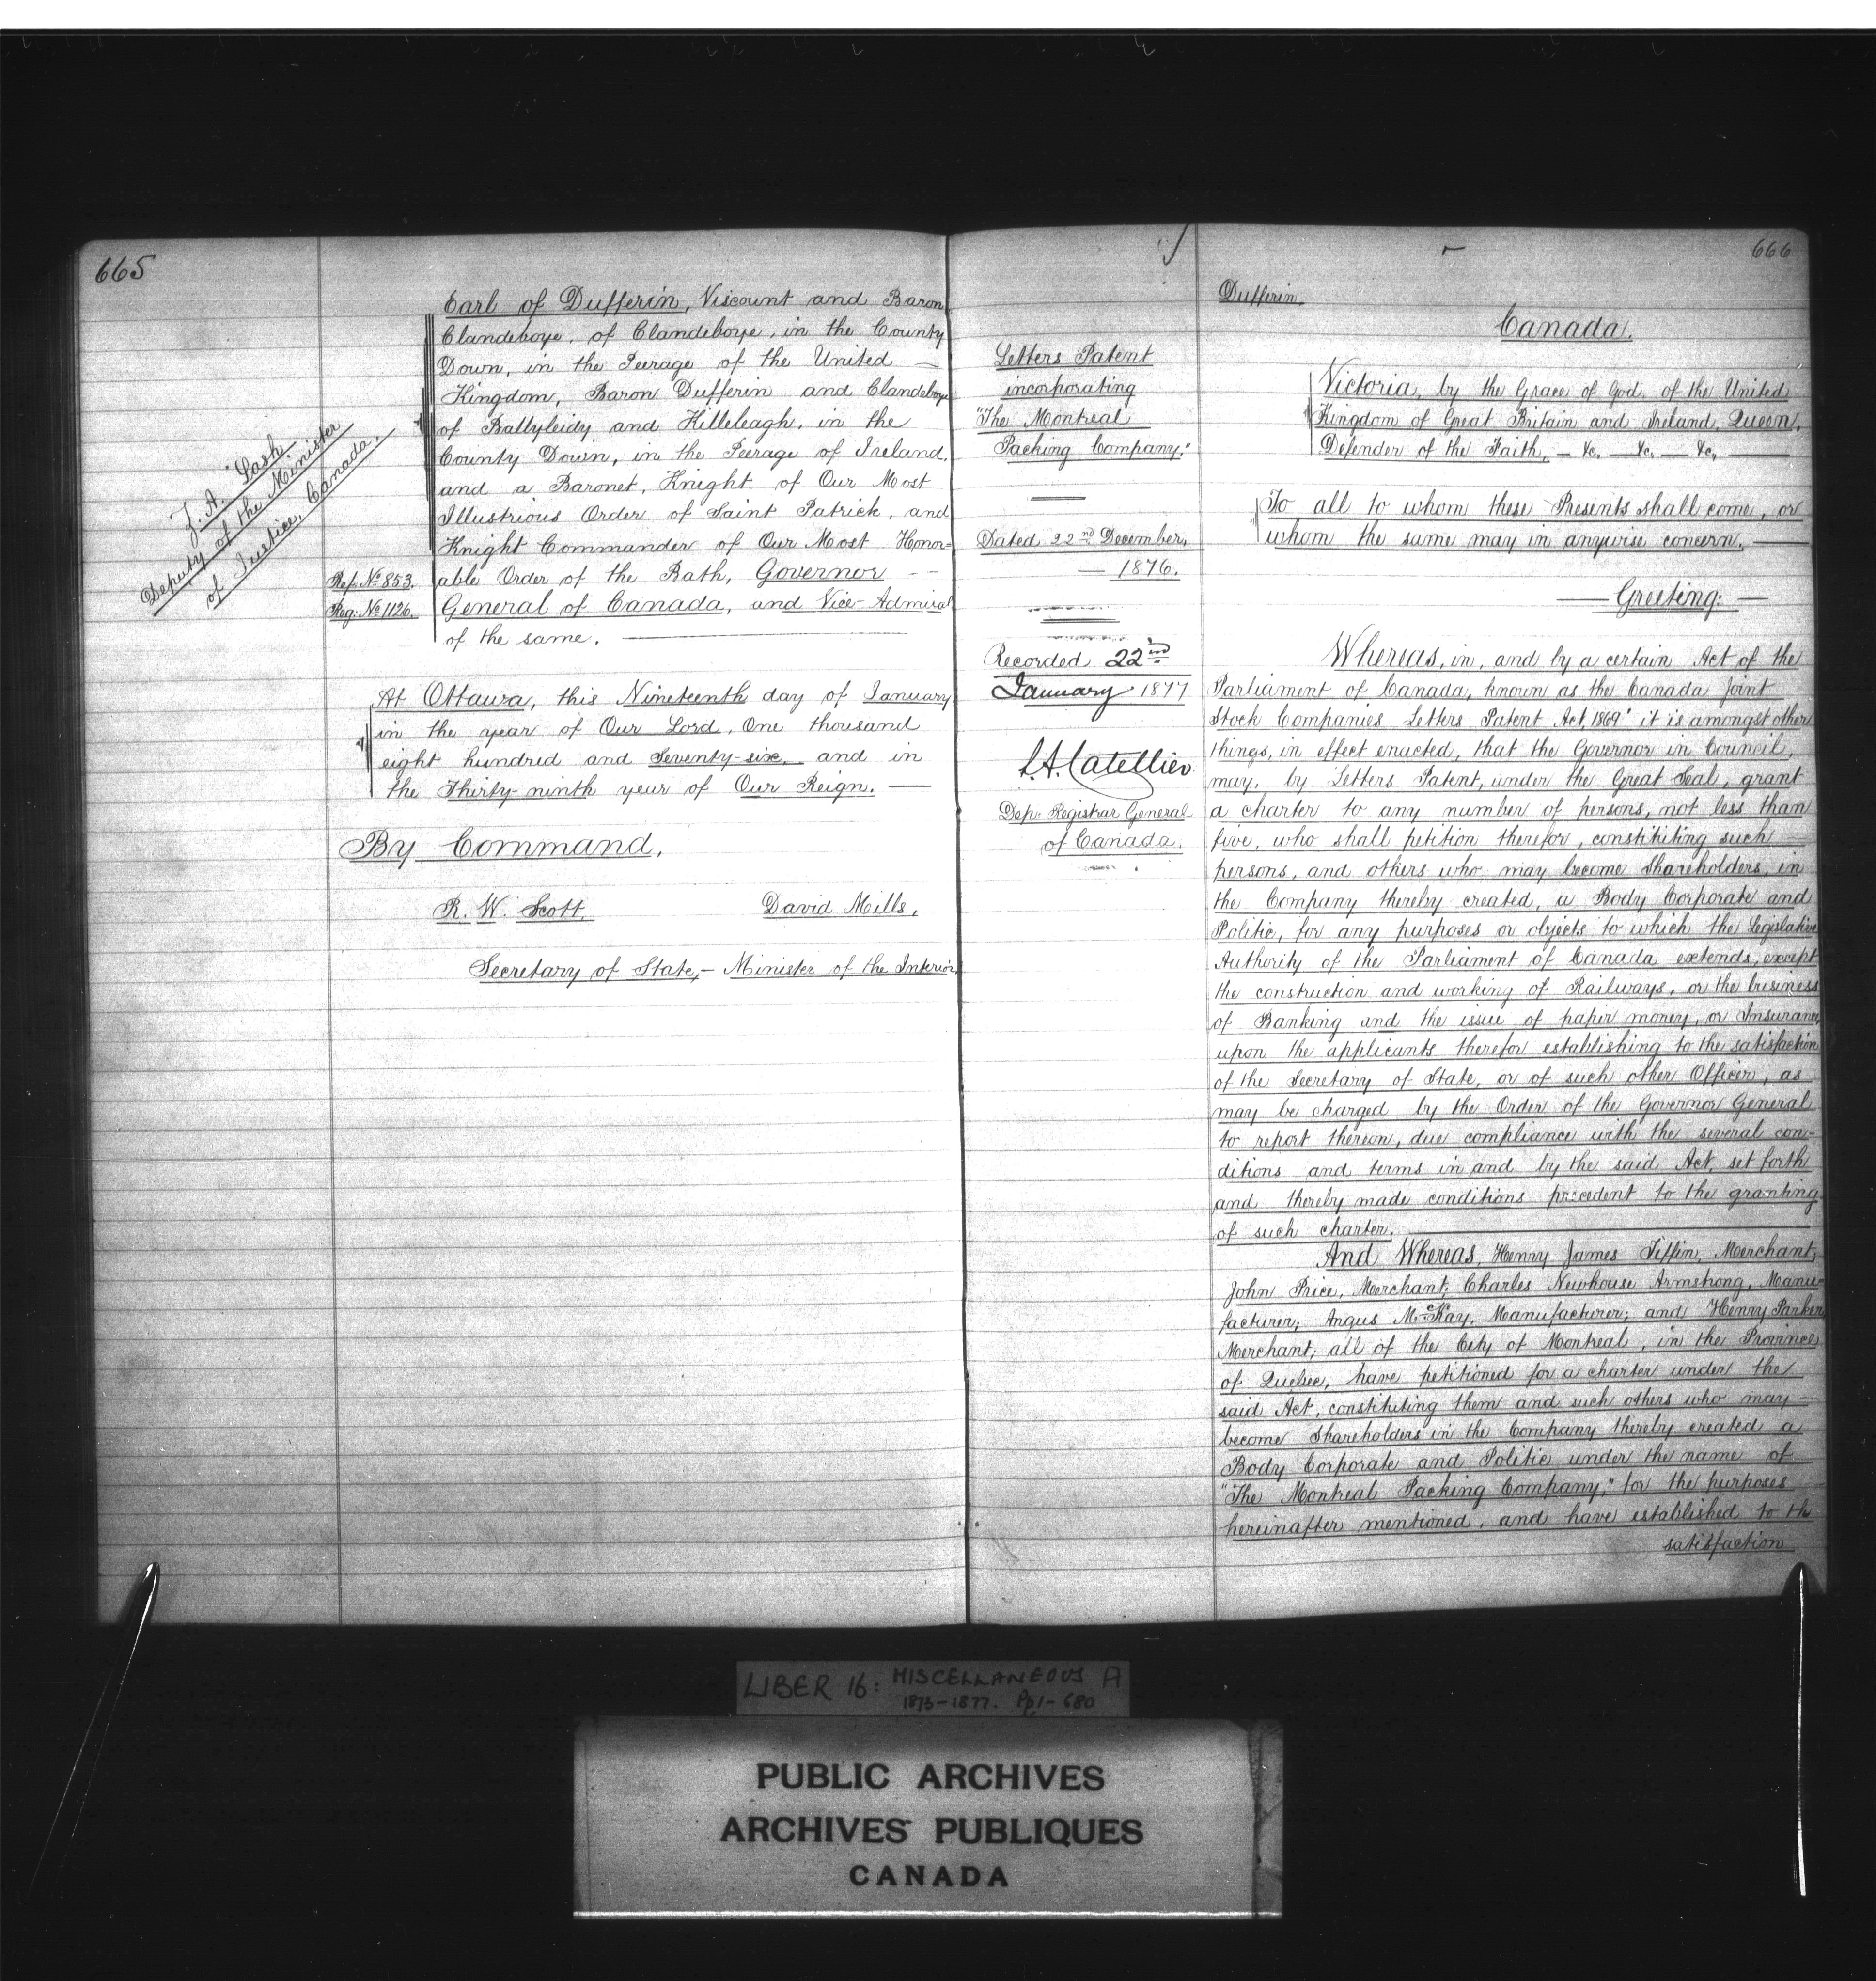 665
Earl of Dufferin, Viscount and Baron
Clandeboye, of Clandeboye, in the County
Down, in the Peerage of the United —
Kingdom, Baron Dufferin and Clandeboye
of Ballyleidy and Killeleagh, in the
County Down, in the Peerage of Ireland,
and a Baronet, Knight of Our Most
Illustrious Order of Saint Patrick, and
Knight Commander of Our Most Honor=
able Order of the Bath, Governor --
General of Canada, and Vice-Admiral
of the same. —
Z. A. Lash
Deputy of the Minister
of Justice, Canada.
Ref. No. 853.
Reg. No 1126.
At Ottawa, this Nineteenth day of January
in the year of Our Lord, One thousand
eight hundred and Seventy-six, and in
the Thirty-ninth year of Our Reign. —
By Command,
R. W. Scott, David Mills,
Secretary of State,- Minister of the Interior
666
Letters Patent
incorporating
"The Montreal
Packing Company."
Dated 22nd December,
— 1876.
Recorded 22nd
January 1877
L.A. Catellier
Dep. Registrar General
of Canada.
Dufferin.
Canada.
Victoria, by the Grace of God, of the United
Kingdom of Great Britain and Ireland, Queen,
Defender of the Faith, — &c. — &c, — &c, —
To all to whom these Presents shall come, or
whom the same may in anywise concern, —
— Greeting: —
Whereas, in, and by a certain Act of the
Parliament of Canada, known as the Canada Joint
Stock Companies Letters Patent Act, 1869" it is amongst other
things, in effect enacted, that the Governor in Council,
may, by Letters Patent, under the Great Seal, grant
a charter to any number of persons, not less than
five, who shall petition therefor, constituting such —
persons, and others who may become Shareholders, in
the Company thereby created, a Body Corporate and
Politic, for any purposes or objects to which the Legislative
Authority of the Parliament of Canada extends, except
the construction and working of Railways, or the business
of Banking and the issue of paper money, or Insurance,
upon the applicants therefor establishing to the satisfaction
of the Secretary of State, or of such other Officer, as
may be charged by the Order of the Governor General
to report thereon, due compliance with the several con-
ditions and terms in and by the said Act, set forth
and thereby made conditions precedent to the granting
of such charter.
And Whereas, Henry James Tiffin, Merchant;
John Price, Merchant; Charles Newhouse Armstrong, Manu-
facturer; Angus McKay, Manufacturer; and Henry Parker
Merchant; all of the City of Montreal, in the Province
of Quebec, have petitioned for a charter under the
said Act, constituting them and such others who may —
become Shareholders in the Company thereby created a
Body Corporate and Politic under the name of
"The Montreal Packing Company," for the purposes
hereinafter mentioned, and have established to the
satisfaction
LIBER 16: MISCELLANEOUS A
1873-1877. Pp 1-680
PUBLIC ARCHIVES
ARCHIVES PUBLIQUES
CANADA